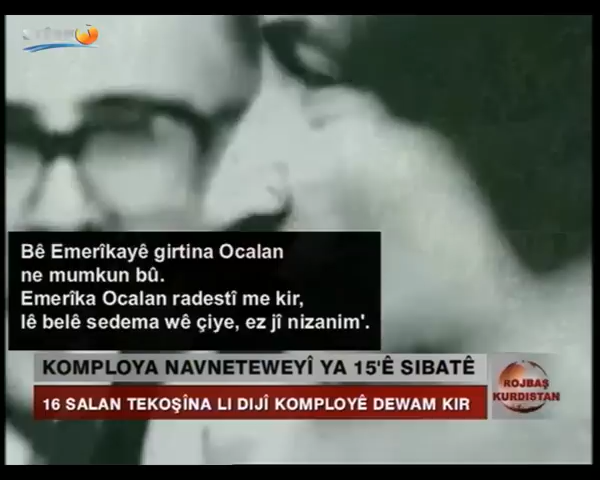 Bê Emerîkayê girtina Ocalan
ne mumkun bû.
Emerîka Ocalan radestî me kir,
lê belê sedema wê çiye, ez jî nizanim'.
KOMPLOYA NAVNETEWEYÎ YA 15'Ê SIBATÊ
16 SALAN TEKOŞÎNA LI DIJÎ KOMPLOYÊ DEWAM KIR
ROJBAŞ
KURDISTAN